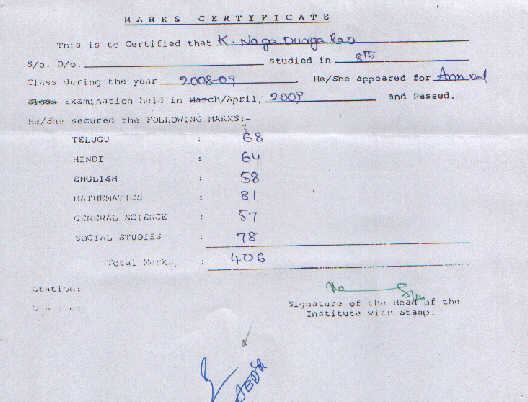 MARKS CERTIFICATE
This is to Certified that K. Naga Durga Rao
S/o. D/o. studied in 8th
Class during the year 2008-09 He/She appeared for Annual
Examination held in March/April, 2009 and Passed.
He/She secured the FOLLOWING MARKS:-
TELUGU : 68
HINDI : 64
ENGLISH : 58
MATHEMATICS : 81
GENERAL SCIENCE : 57
SOCIAL STUDIES : 78
Total Marks, : 406
Station:
Signature of the Head of the
Institute with Stamp.